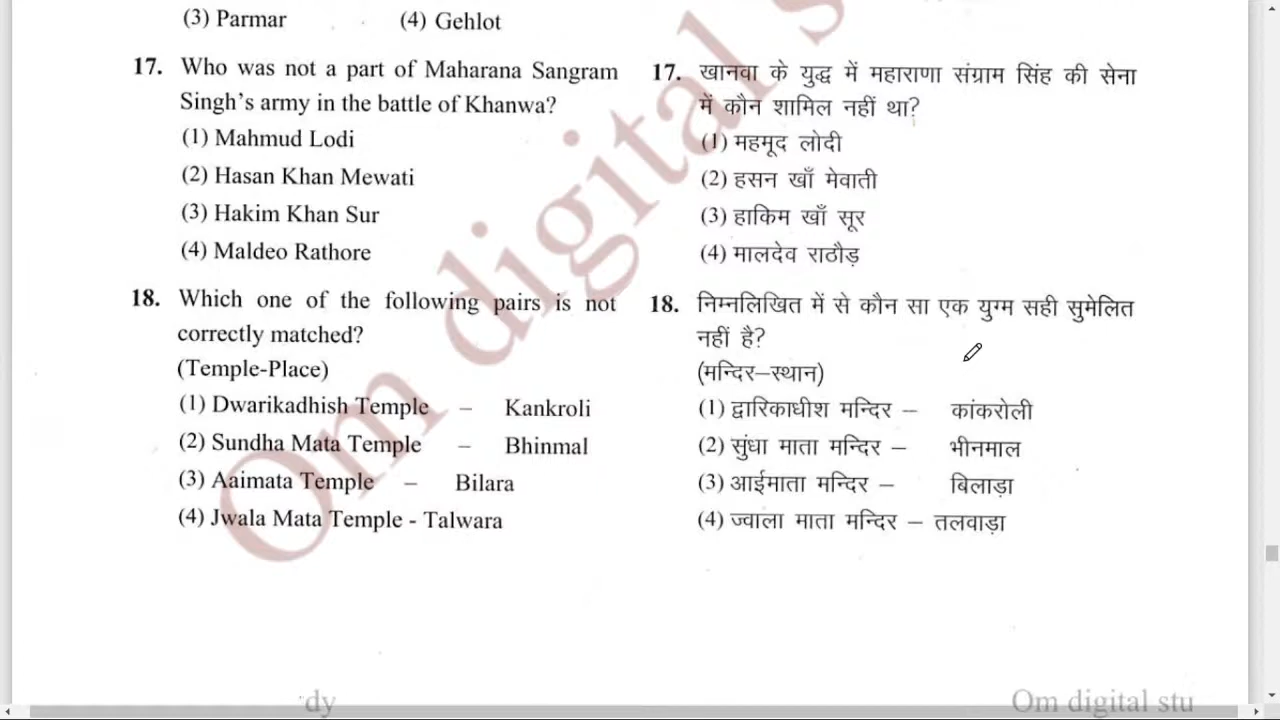 (3) Parmar (4) Gehlot
17. Who was not a part of Maharana Sangram
Singh's army in the battle of Khanwa?
(1) Mahmud Lodi
(2) Hasan Khan Mewati
(3) Hakim Khan Sur
(4) Maldeo Rathore
18. Which one of the following pairs is not
correctly matched?
(Temple-Place)
(1) Dwarikadhish Temple – Kankroli
(2) Sundha Mata Temple – Bhinmal
(3) Aaimata Temple – Bilara
(4) Jwala Mata Temple - Talwara
17. खानवा के युद्ध में महाराणा संग्राम सिंह की सेना
में कौन शामिल नहीं था?
(1) महमूद लोदी
(2) हसन खाँ मेवाती
(3) हाकिम खाँ सूर
(4) मालदेव राठौड़
18. निम्नलिखित में से कौन सा एक युग्म सही सुमेलित
नहीं है?
(मन्दिर–स्थान)
(1) द्वारिकाधीश मन्दिर – कांकरोली
(2) सुंधा माता मन्दिर – भीनमाल
(3) आईमाता मन्दिर – बिलाड़ा
(4) ज्वाला माता मन्दिर – तलवाड़ा
Om digital s
dy
Om digital stu